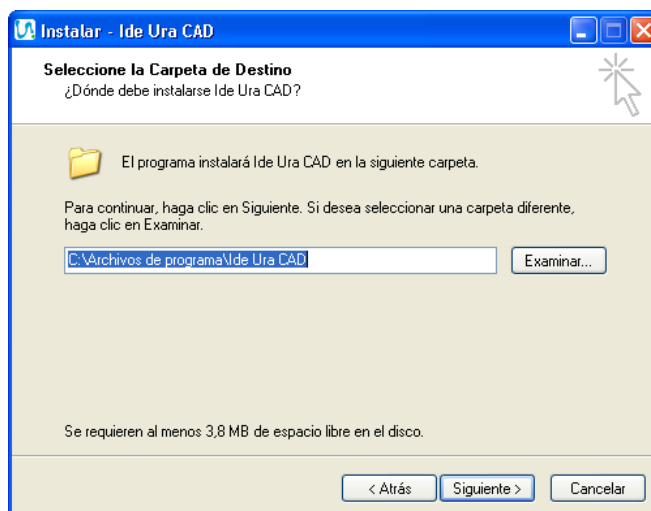 Instalar - Ide Ura CAD
Seleccione la Carpeta de Destino
¿Dónde debe instalarse Ide Ura CAD?
El programa instalará Ide Ura CAD en la siguiente carpeta.
Para continuar, haga clic en Siguiente. Si desea seleccionar una carpeta diferente,
haga clic en Examinar.
C:\Archivos de programa\Ide Ura CAD
Examinar...
Se requieren al menos 3,8 MB de espacio libre en el disco.
< Atrás
Siguiente >
Cancelar